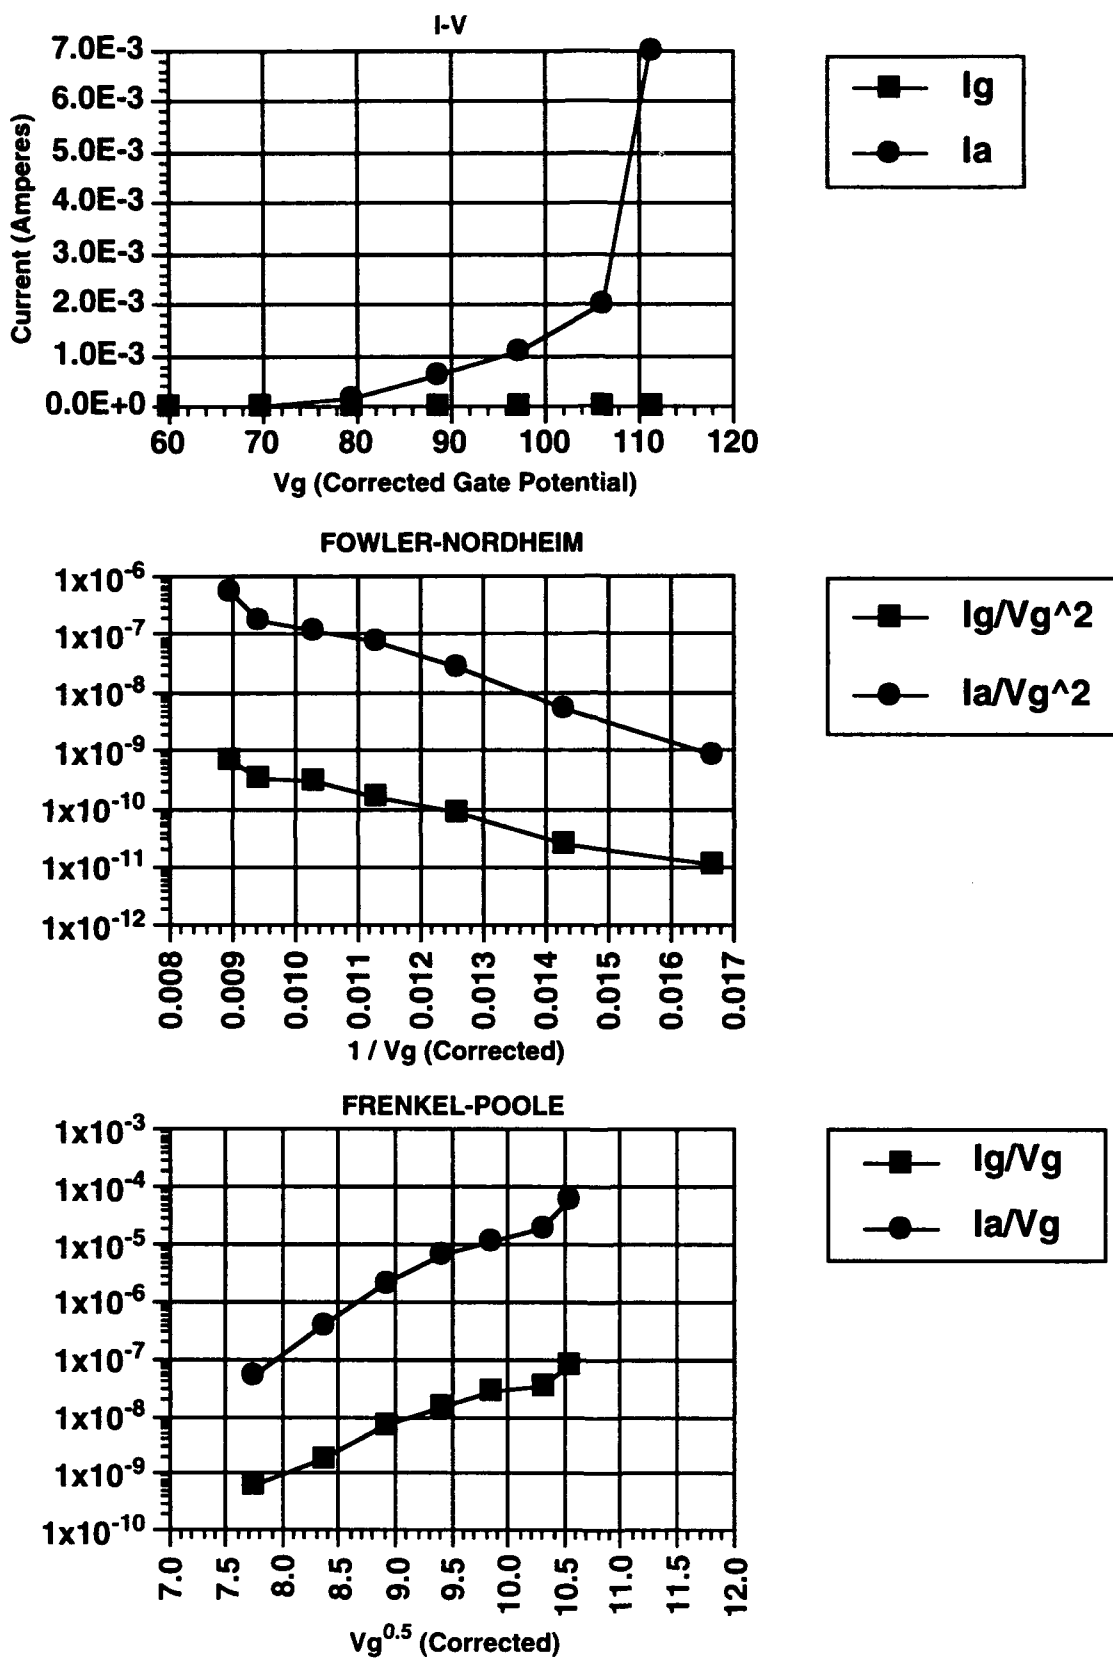 I-V
7.0E-3
6.0E-3
5.0E-3
4.0E-3
3.0E-3
2.0E-3
1.0E-3
0.0E+0
Current (Amperes)
60 70 80 90 100 110 120
Vg (Corrected Gate Potential)
Ig
Ia
FOWLER-NORDHEIM
1x10^-6
1x10^-7
1x10^-8
1x10^-9
1x10^-10
1x10^-11
1x10^-12
0.008 0.009 0.010 0.011 0.012 0.013 0.014 0.015 0.016 0.017
1 / Vg (Corrected)
Ig/Vg^2
Ia/Vg^2
FRENKEL-POOLE
1x10^-3
1x10^-4
1x10^-5
1x10^-6
1x10^-7
1x10^-8
1x10^-9
1x10^-10
7.0 7.5 8.0 8.5 9.0 9.5 10.0 10.5 11.0 11.5 12.0
Vg^0.5 (Corrected)
Ig/Vg
Ia/Vg